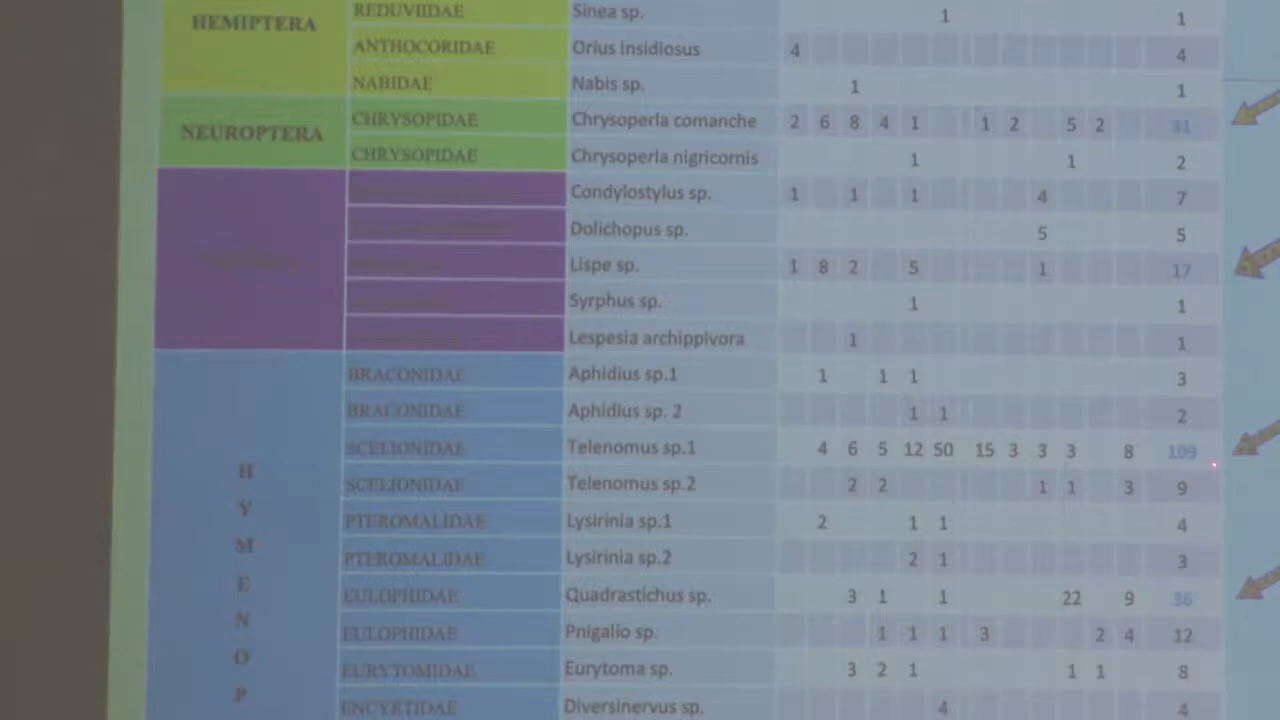 HEMIPTERA
REDUVIIDAE Sinea sp. 1 1
ANTHOCORIDAE Orius insidiosus 4 4
NABIDAE Nabis sp. 1 1
NEUROPTERA
CHRYSOPIDAE Chrysoperla comanche 2 6 8 4 1 1 2 5 2 31
CHRYSOPIDAE Chrysoperla nigricornis 1 1 2
Condylostylus sp. 1 1 1 4 7
Dolichopus sp. 5 5
Lispe sp. 1 8 2 5 1 17
Syrphus sp. 1 1
Lespesia archippivora 1 1
H Y M E N O P
BRACONIDAE Aphidius sp.1 1 1 1 3
BRACONIDAE Aphidius sp. 2 1 1 2
SCELIONIDAE Telenomus sp.1 4 6 5 12 50 15 3 3 3 8 109
SCELIONIDAE Telenomus sp.2 2 2 1 1 3 9
PTEROMALIDAE Lysirinia sp.1 2 1 1 4
PTEROMALIDAE Lysirinia sp.2 2 1 3
EULOPHIDAE Quadrastichus sp. 3 1 1 22 9 36
EULOPHIDAE Pnigalio sp. 1 1 1 3 2 4 12
EURYTOMIDAE Eurytoma sp. 3 2 1 1 1 8
ENCYRTIDAE Diversinervus sp. 4 4